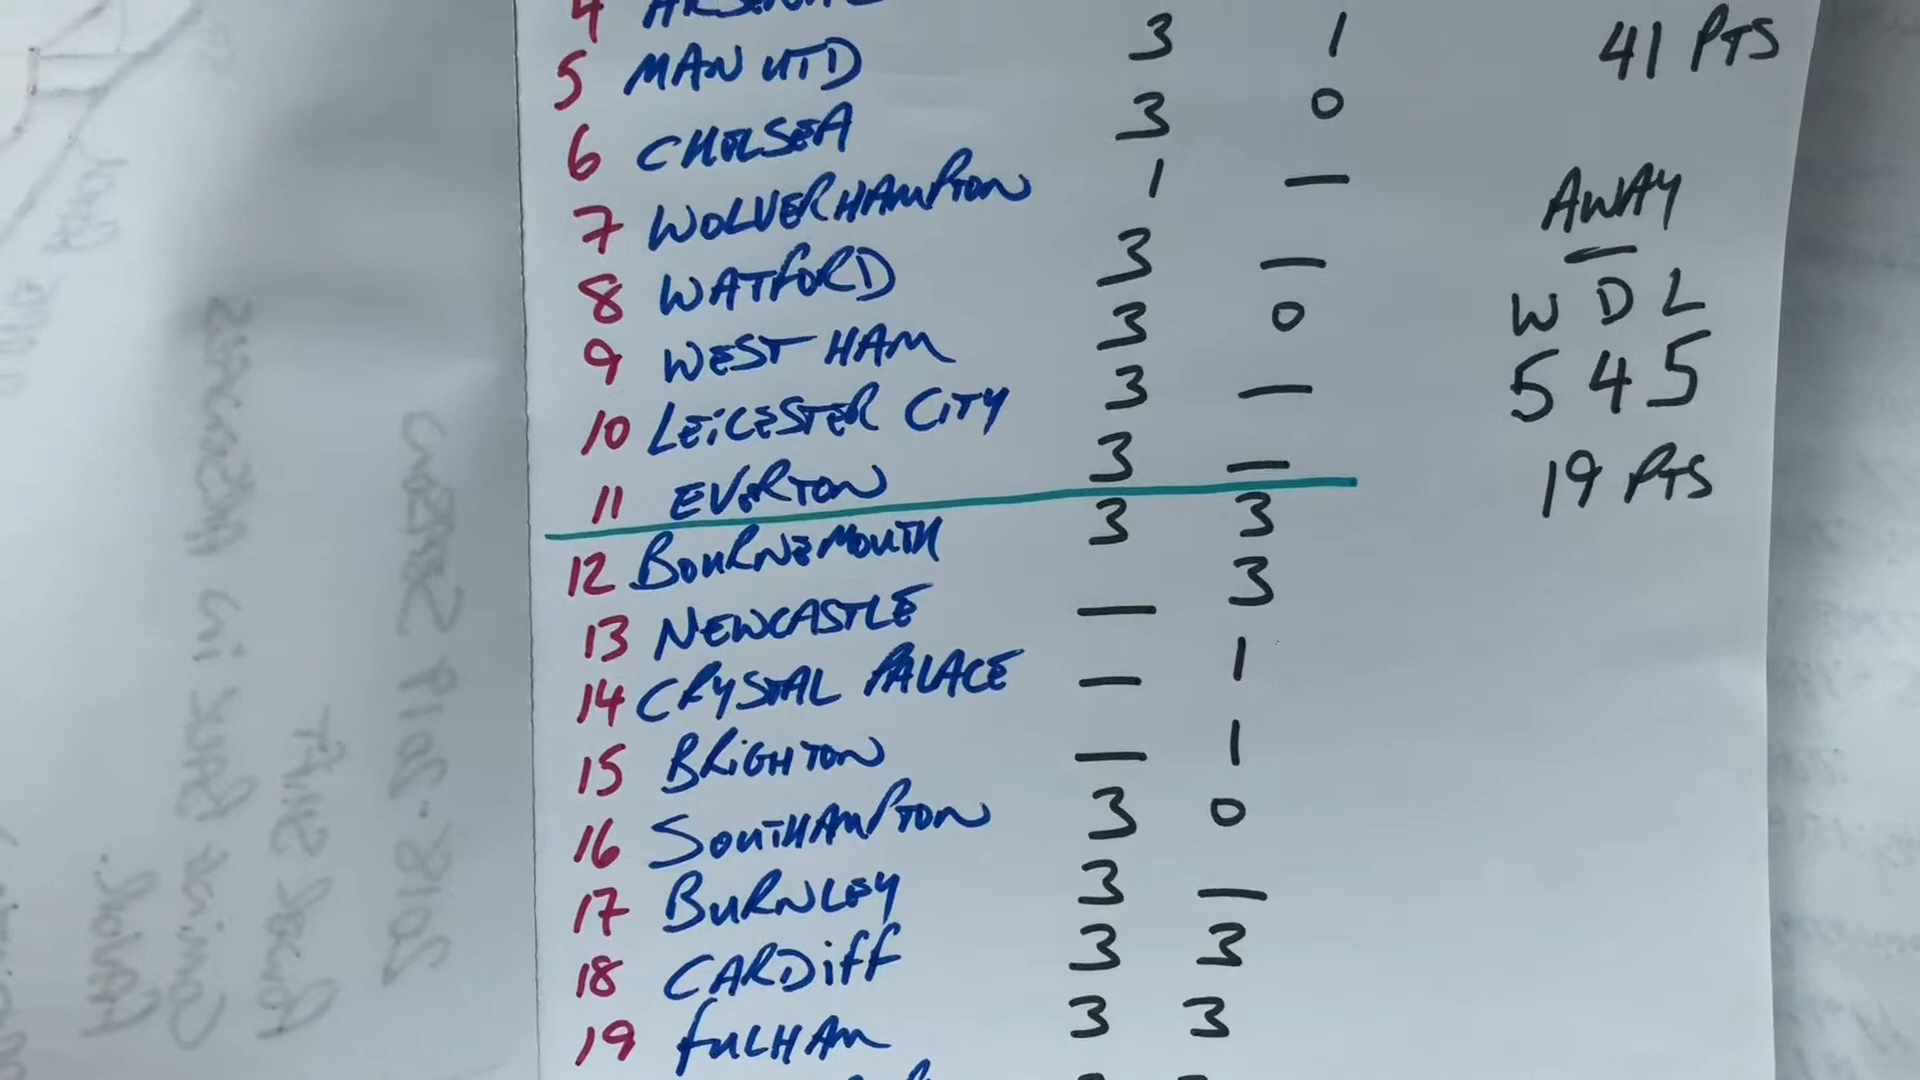 5 MAN UTD 3 1 41 PTS
6 CHELSEA 3 0
7 WOLVERHAMPTON 1 — AWAY
8 WATFORD 3 — W D L
9 WEST HAM 3 0 5 4 5
10 LEICESTER CITY 3 — 19 PTS
11 EVERTON 3 —
12 BOURNEMOUTH 3 3
13 NEWCASTLE — 3
14 CRYSTAL PALACE — 1
15 BRIGHTON — 1
16 SOUTHAMPTON 3 0
17 BURNLEY 3 —
18 CARDIFF 3 3
19 FULHAM 3 3